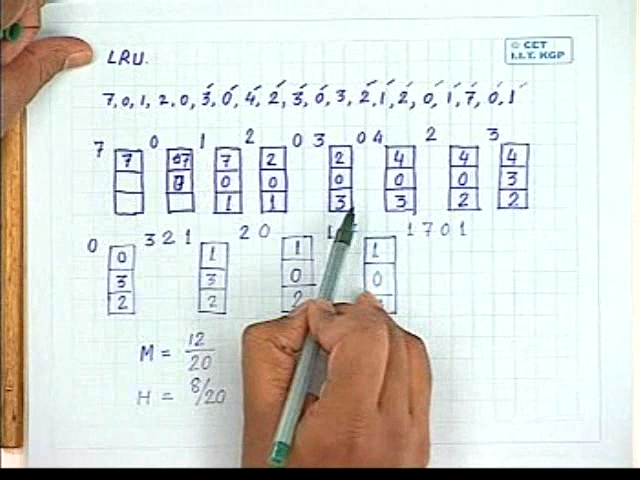 © CET
I.I.T. KGP
LRU.
7, 0, 1, 2, 0, 3, 0, 4, 2, 3, 0, 3, 2, 1, 2, 0, 1, 7, 0, 1
7 0 1 2 0 3 0 4 2 3
7 7 7 2 2 4 4 4
0 0 0 0 0 0 3
1 1 3 3 2 2
0 3 2 1 2 0 1 1 7 0 1
0 1 1 1
3 3 0 0
2 2 2
M = 12/20
H = 8/20